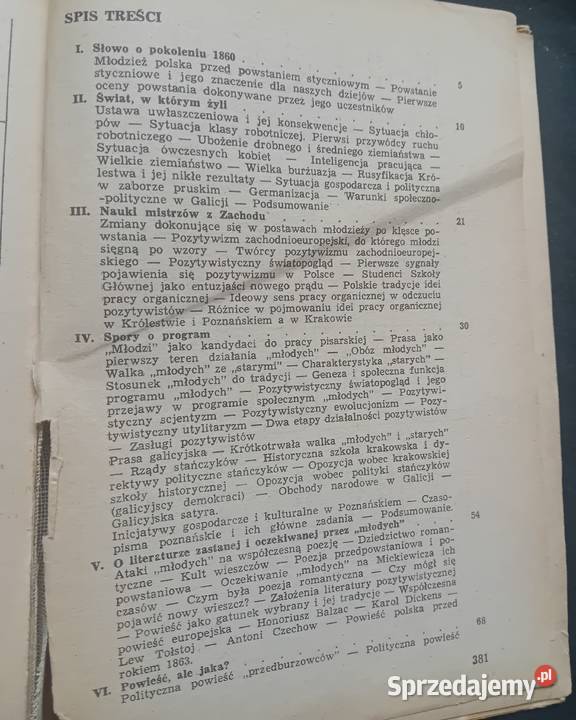 SPIS TREŚCI
I. Słowo o pokoleniu 1860 . . . . . . . . . . . 5
Młodzież polska przed powstaniem styczniowym — Powstanie
styczniowe i jego znaczenie dla naszych dziejów — Pierwsze
oceny powstania dokonywane przez jego uczestników
II. Świat, w którym żyli . . . . . . . . . . . 10
Ustawa uwłaszczeniowa i jej konsekwencje — Sytuacja chło-
pów — Sytuacja klasy robotniczej. Pierwsi przywódcy ruchu
robotniczego — Ubożenie drobnego i średniego ziemiaństwa —
Sytuacja ówczesnych kobiet — Inteligencja pracująca —
Wielkie ziemiaństwo — Wielka burżuazja — Rusyfikacja Kró-
lestwa i jej nikłe rezultaty — Sytuacja gospodarcza i polityczna
w zaborze pruskim — Germanizacja — Warunki społeczno-
-polityczne w Galicji — Podsumowanie
III. Nauki mistrzów z Zachodu . . . . . . . . . . 21
Zmiany dokonujące się w postawach młodzieży po klęsce po-
wstania — Pozytywizm zachodnioeuropejski, do którego młodzi
sięgną po wzory — Twórcy pozytywizmu zachodnioeuropej-
skiego — Pozytywistyczny światopogląd — Pierwsze sygnały
pojawienia się pozytywizmu w Polsce — Studenci Szkoły
Głównej jako entuzjaści nowego prądu — Polskie tradycje idei
pracy organicznej — Ideowy sens pracy organicznej w odczuciu
pozytywistów — Różnice w pojmowaniu idei pracy organicznej
w Królestwie i Poznańskiem a w Krakowie
IV. Spory o program . . . . . . . . . . . . 30
„Młodzi” jako kandydaci do pracy pisarskiej — Prasa jako
pierwszy teren działania „młodych” — „Obóz młodych” —
Walka „młodych” ze „starymi” — Charakterystyka „starych” —
Stosunek „młodych” do tradycji — Geneza i społeczna funkcja
programu „młodych” — Pozytywistyczny światopogląd i jego
przejawy w programie społecznym „młodych” — Pozytywi-
styczny scjentyzm — Pozytywistyczny ewolucjonizm — Pozy-
tywistyczny utylitaryzm — Dwa etapy działalności pozytywistów
— Zasługi pozytywistów
Prasa galicyjska — Krótkotrwała walka „młodych” i „starych”
— Rządy stańczyków — Historyczna szkoła krakowska i dy-
rektywy polityczne stańczyków — Opozycja wobec krakowskiej
szkoły historycznej — Opozycja wobec polityki stańczyków
(galicyjscy demokraci) — Obchody narodowe w Galicji —
Galicyjska satyra.
Inicjatywy gospodarcze i kulturalne w Poznańskiem — Czaso-
pisma poznańskie i ich główne zadania — Podsumowanie.
V. O literaturze zastanej i oczekiwanej przez „młodych” . . 54
Ataki „młodych” na współczesną poezję — Dziedzictwo roman-
tyczne — Kult wieszczów — Poezja przedpowstaniowa i po-
powstaniowa — Oczekiwanie „młodych” na Mickiewicza ich
czasów — Czym była poezja romantyczna — Czy mógł się
pojawić nowy wieszcz? — Założenia literatury pozytywistycznej
— Powieść jako gatunek wybrany i jej tradycje — Współczesna
powieść europejska — Honoriusz Balzac — Karol Dickens —
Lew Tołstoj — Antoni Czechow — Powieść polska przed
rokiem 1863.
VI. Powieść, ale jaka? . . . . . . . . . . . 68
Polityczna powieść „przedburzowców” — Polityczna powieść
381
Sprzedajemy.pl